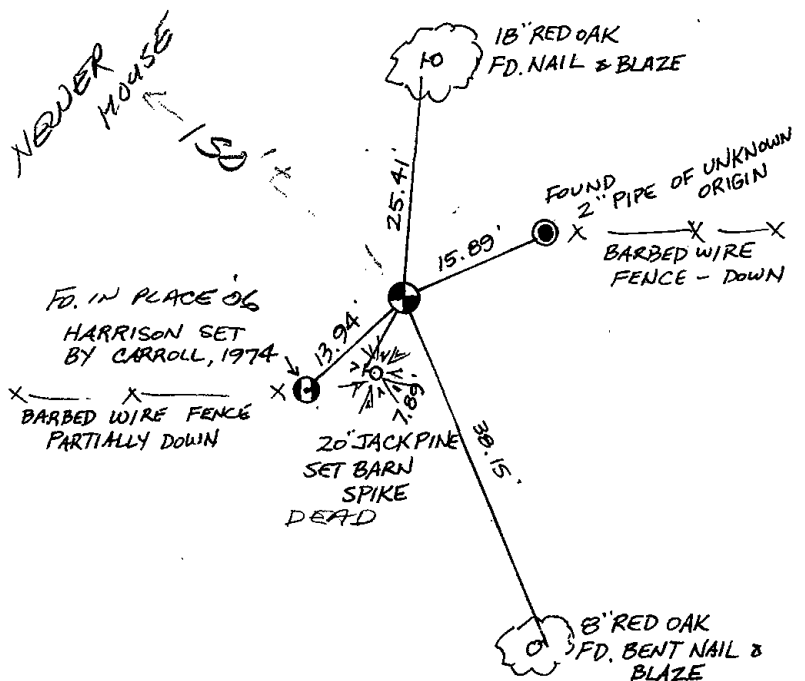 NEWER
HOUSE
150'±
18" RED OAK
FD. NAIL & BLAZE
25.41'
FOUND
2" PIPE OF UNKNOWN
ORIGIN
15.89'
BARBED WIRE
FENCE - DOWN
FD. IN PLACE '06
HARRISON SET
BY CARROLL, 1974
13.94'
BARBED WIRE FENCE
PARTIALLY DOWN
7.89'
20" JACKPINE
SET BARN
SPIKE
DEAD
38.15'
8" RED OAK
FD. BENT NAIL &
BLAZE